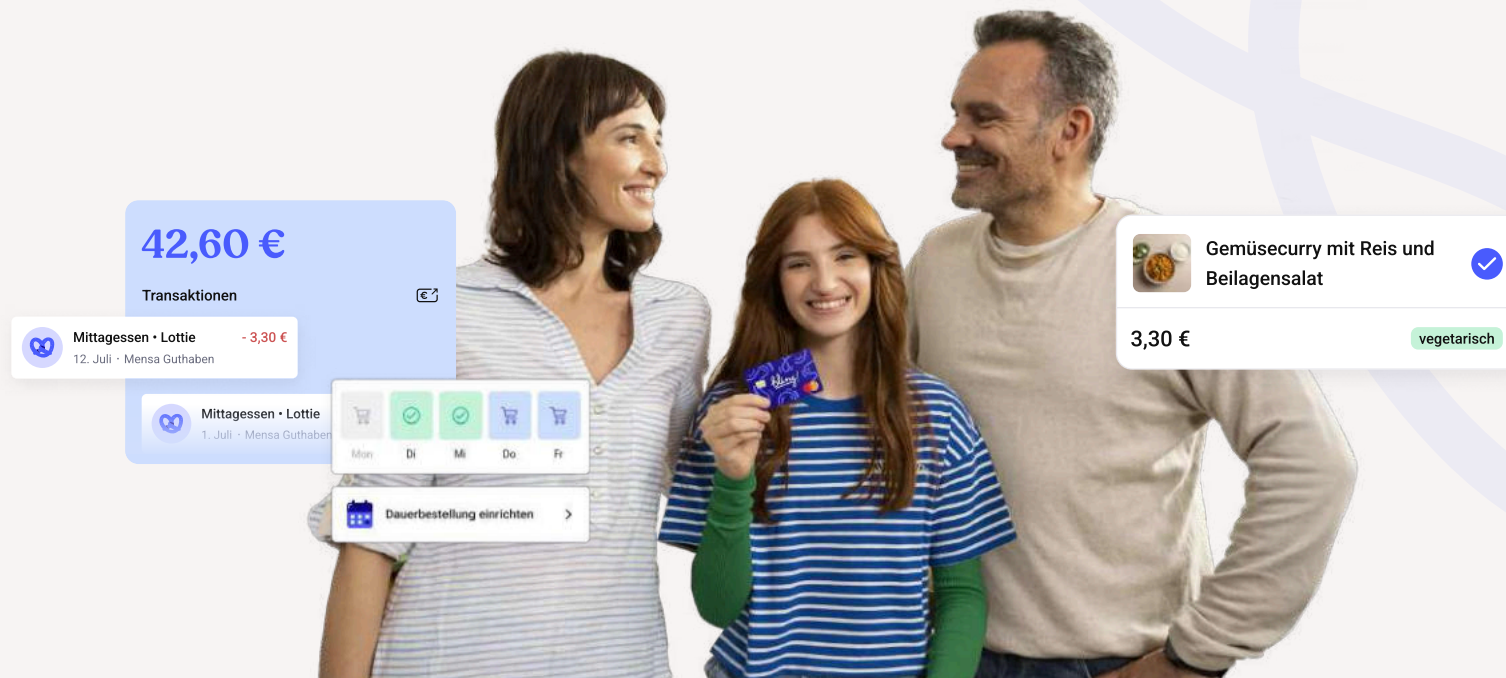 42,60 €
Transaktionen
Mittagessen • Lottie - 3,30 €
12. Juli · Mensa Guthaben
Mittagessen • Lottie
1. Juli · Mensa Guthaben
Mon Di Mi Do Fr
Dauerbestellung einrichten
bling
Gemüsecurry mit Reis und
Beilagensalat
3,30 € vegetarisch